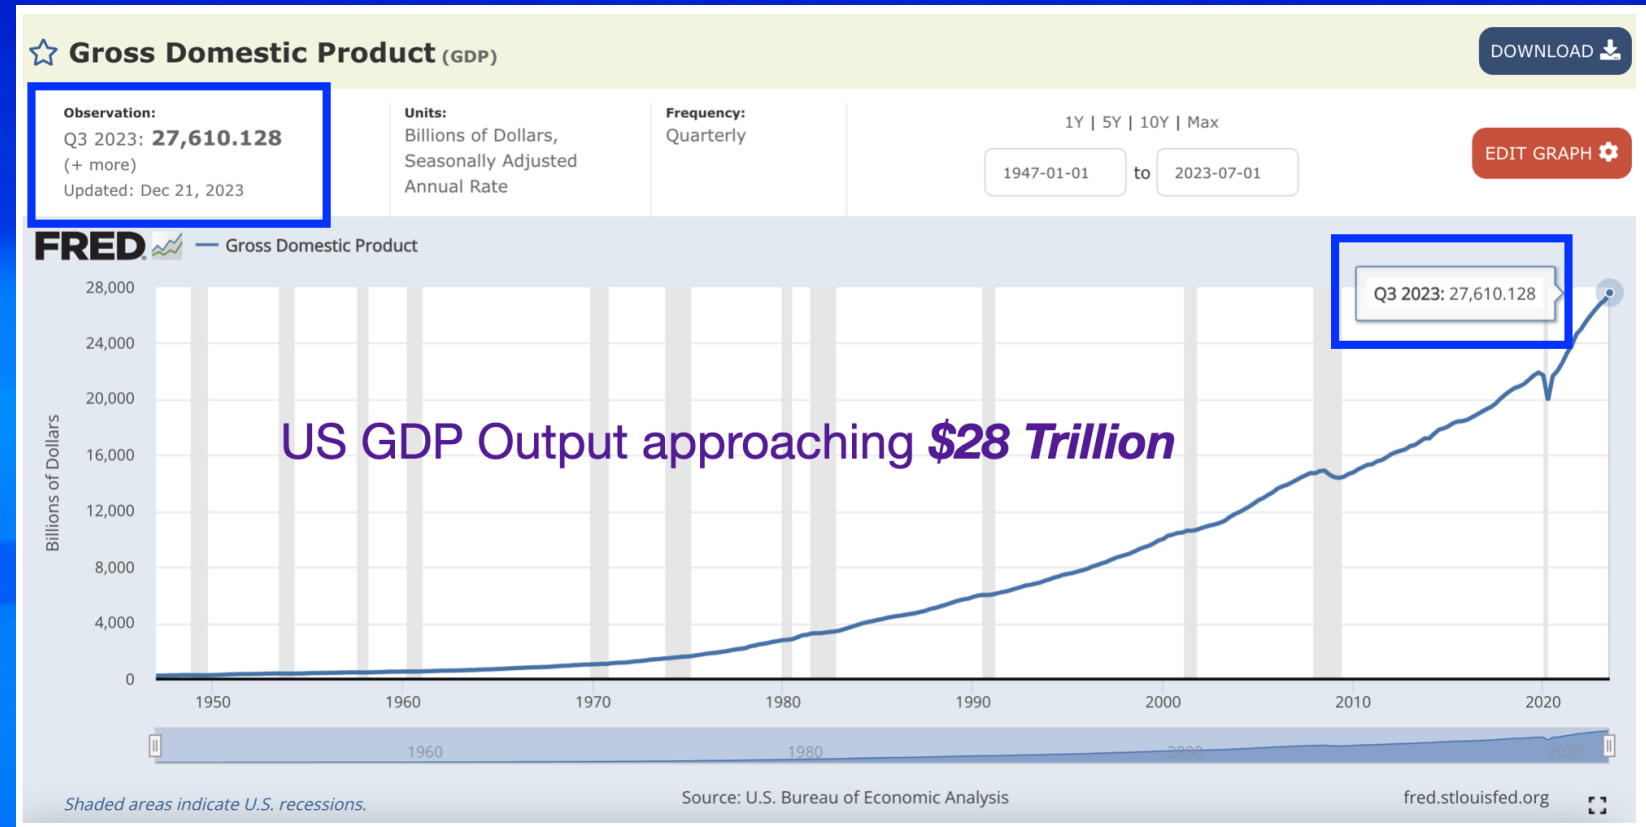 Gross Domestic Product (GDP)
DOWNLOAD
Observation:
Q3 2023: 27,610.128
(+ more)
Updated: Dec 21, 2023
Units:
Billions of Dollars,
Seasonally Adjusted
Annual Rate
Frequency:
Quarterly
1Y | 5Y | 10Y | Max
1947-01-01 to 2023-07-01
EDIT GRAPH
FRED® — Gross Domestic Product
Q3 2023: 27,610.128
28,000
24,000
20,000
16,000
12,000
8,000
4,000
0
Billions of Dollars
US GDP Output approaching $28 Trillion
1950 1960 1970 1980 1990 2000 2010 2020
1960 1980 2000 2020
Shaded areas indicate U.S. recessions.
Source: U.S. Bureau of Economic Analysis
fred.stlouisfed.org